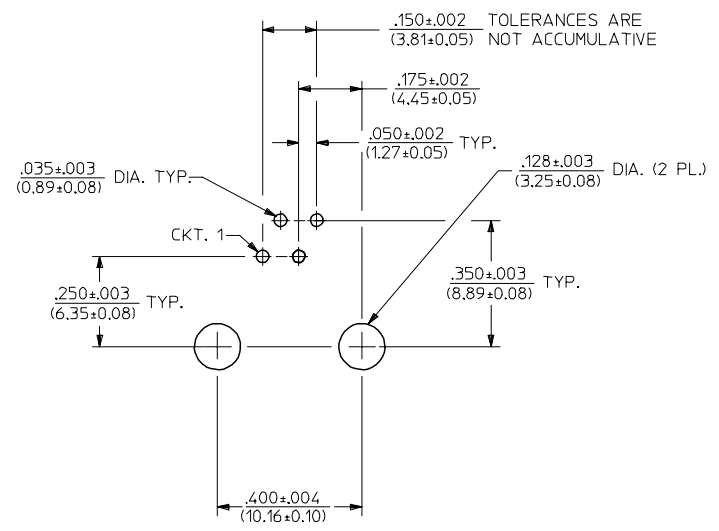 .150±.002 TOLERANCES ARE
(3,81±0.05) NOT ACCUMULATIVE
.175±.002
(4.45±0.05)
.050±.002 TYP.
(1.27±0.05)
.035±.003 DIA. TYP.
(0.89±0.08)
.128±.003 DIA. (2 PL.)
(3.25±0.08)
CKT. 1
.250±.003 TYP.
(6.35±0.08)
.350±.003 TYP.
(8.89±0.08)
.400±.004
(10.16±0.10)